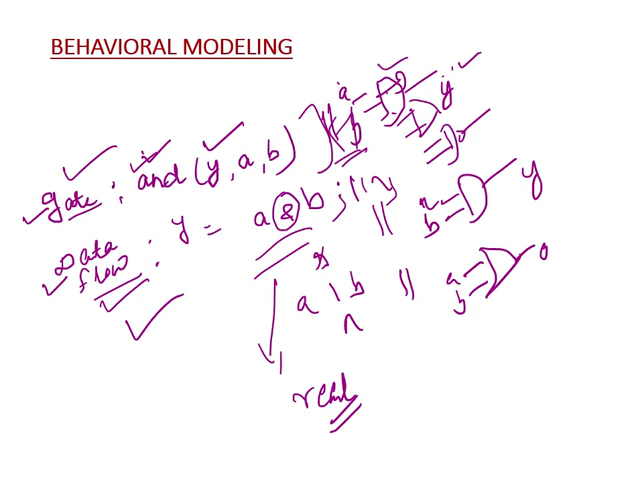 BEHAVIORAL MODELING
gate : and (y, a, b) a b y
Data flow : y = a & b ; // a b y
a | b // a b